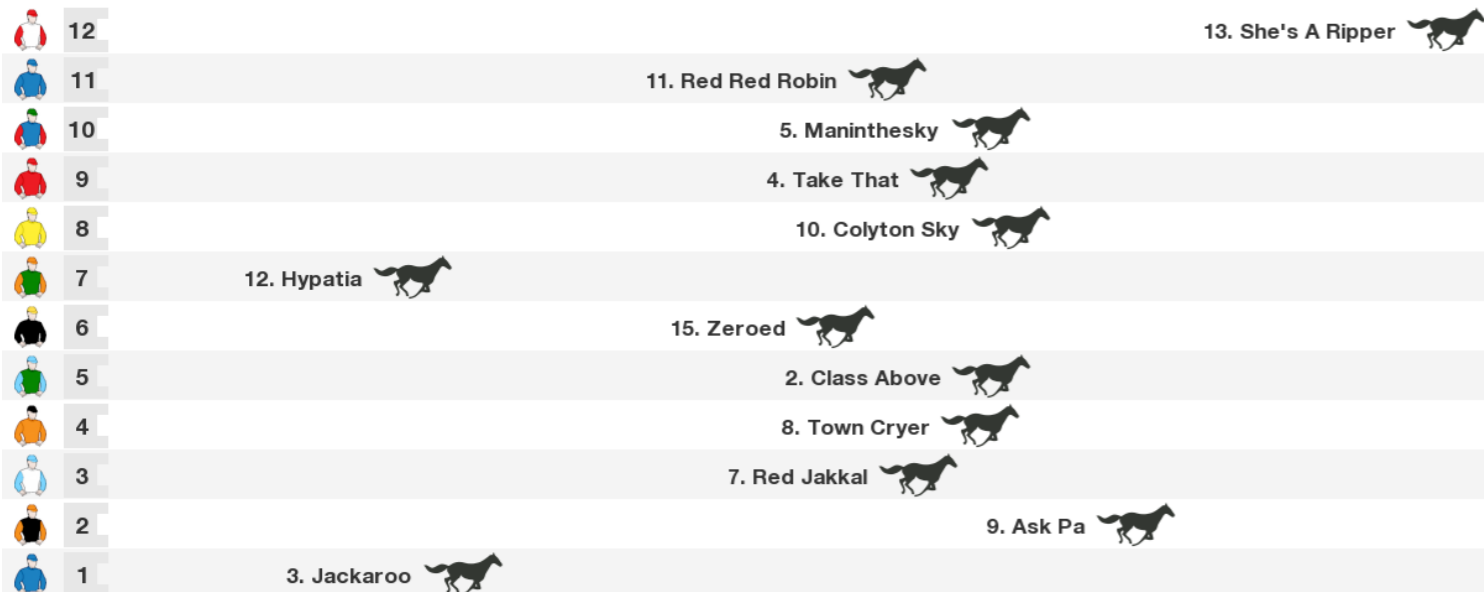 12 13. She's A Ripper
11 11. Red Red Robin
10 5. Maninthesky
9 4. Take That
8 10. Colyton Sky
7 12. Hypatia
6 15. Zeroed
5 2. Class Above
4 8. Town Cryer
3 7. Red Jakkal
2 9. Ask Pa
1 3. Jackaroo